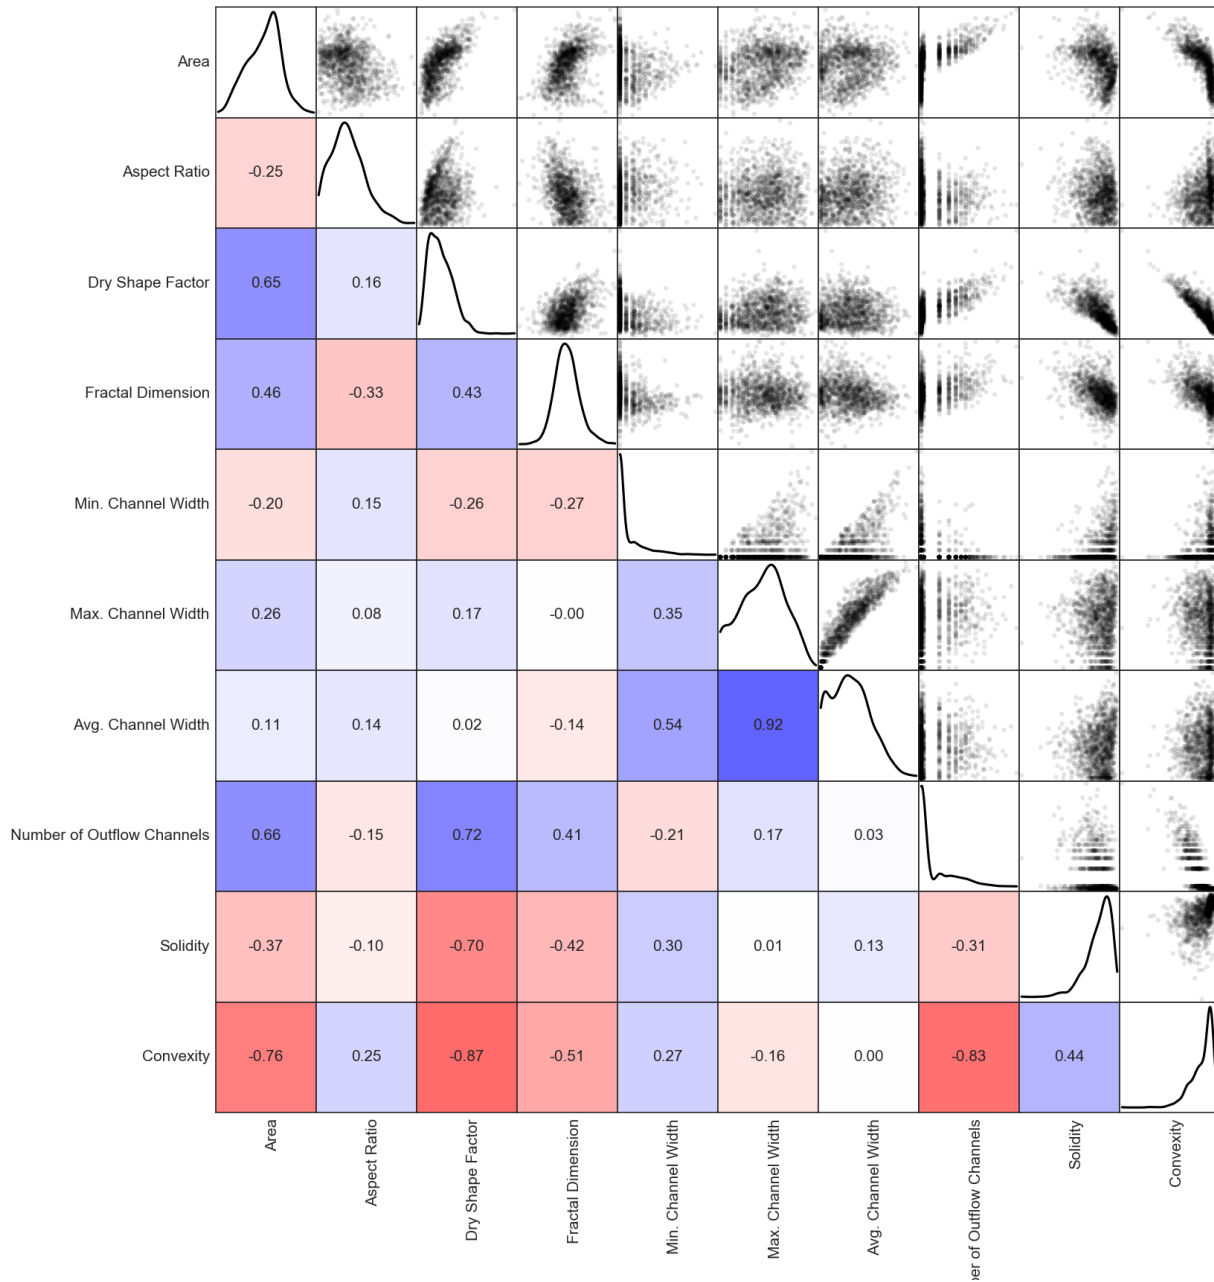 Area
Aspect Ratio
-0.25
Dry Shape Factor
0.65
0.16
Fractal Dimension
0.46
-0.33
0.43
Min. Channel Width
-0.20
0.15
-0.26
-0.27
Max. Channel Width
0.26
0.08
0.17
-0.00
0.35
Avg. Channel Width
0.11
0.14
0.02
-0.14
0.54
0.92
Number of Outflow Channels
0.66
-0.15
0.72
0.41
-0.21
0.17
0.03
Solidity
-0.37
-0.10
-0.70
-0.42
0.30
0.01
0.13
-0.31
Convexity
-0.76
0.25
-0.87
-0.51
0.27
-0.16
0.00
-0.83
0.44
Area
Aspect Ratio
Dry Shape Factor
Fractal Dimension
Min. Channel Width
Max. Channel Width
Avg. Channel Width
ber of Outflow Channels
Solidity
Convexity